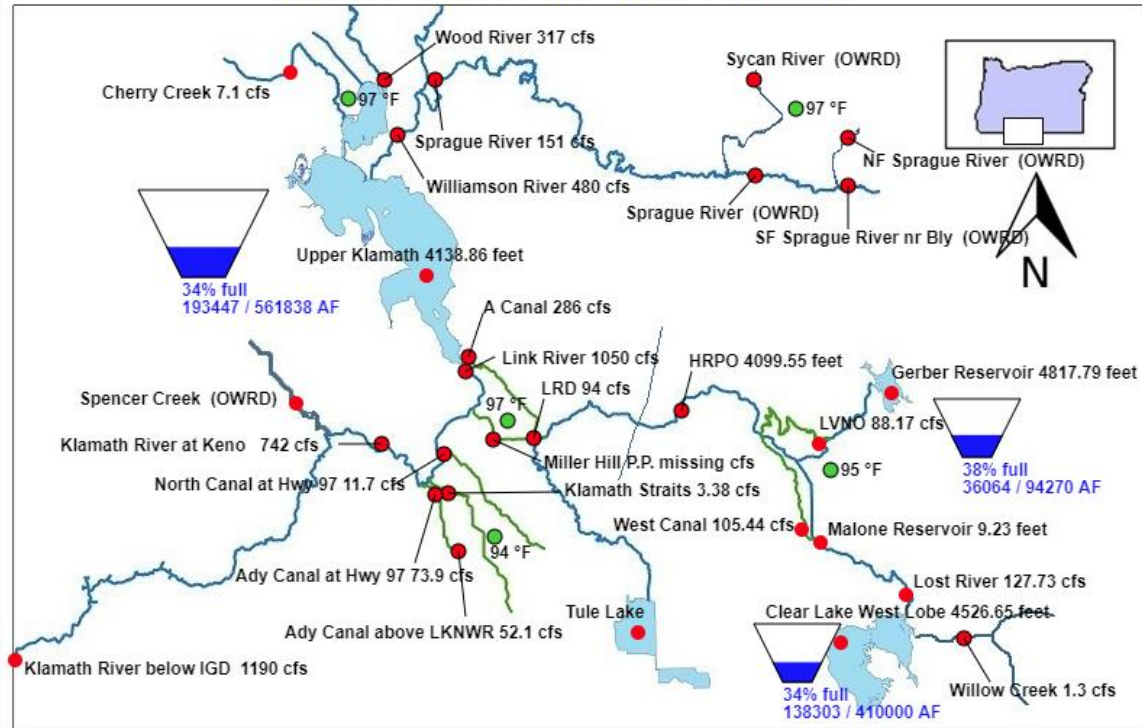 Wood River 317 cfs
Sycan River (OWRD)
Cherry Creek 7.1 cfs
97 °F
97 °F
Sprague River 151 cfs
NF Sprague River (OWRD)
Williamson River 480 cfs
Sprague River (OWRD)
SF Sprague River nr Bly (OWRD)
N
Upper Klamath 4138.86 feet
34% full
193447 / 561838 AF
A Canal 286 cfs
Link River 1050 cfs
HRPO 4099.55 feet
Gerber Reservoir 4817.79 feet
Spencer Creek (OWRD)
97 °F
LRD 94 cfs
LVNO 88.17 cfs
Klamath River at Keno 742 cfs
Miller Hill P.P. missing cfs
95 °F
38% full
36064 / 94270 AF
North Canal at Hwy 97 11.7 cfs
Klamath Straits 3.38 cfs
West Canal 105.44 cfs
Malone Reservoir 9.23 feet
94 °F
Ady Canal at Hwy 97 73.9 cfs
Lost River 127.73 cfs
Tule Lake
Clear Lake West Lobe 4526.65 feet
Ady Canal above LKNWR 52.1 cfs
Klamath River below IGD 1190 cfs
34% full
138303 / 410000 AF
Willow Creek 1.3 cfs